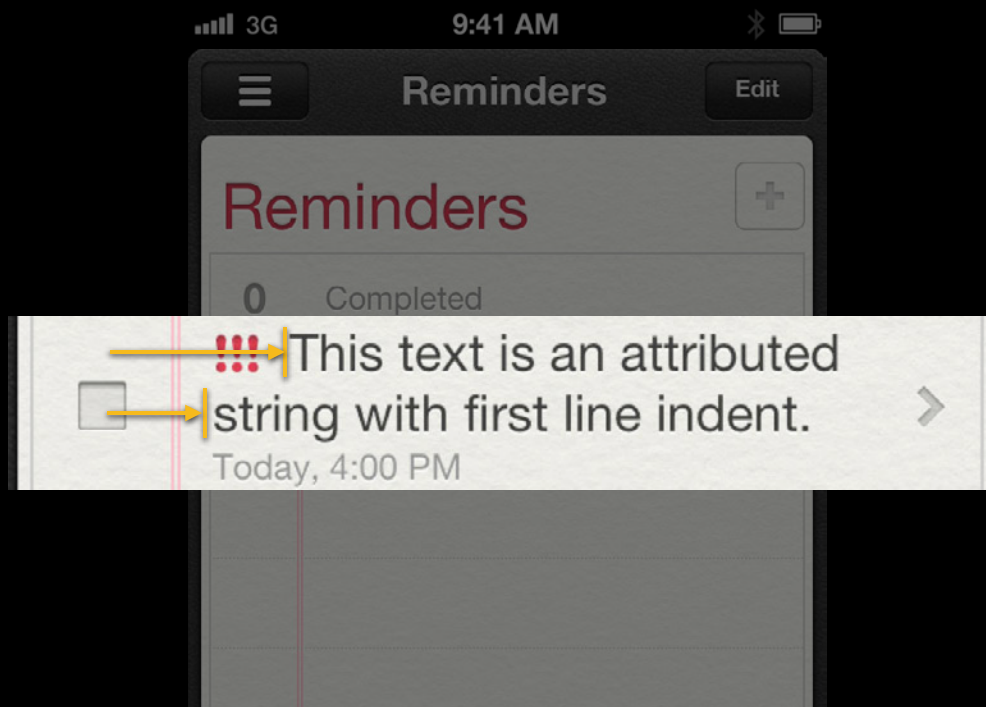 3G 9:41 AM
Reminders Edit
Reminders
0 Completed
!!! This text is an attributed
string with first line indent.
Today, 4:00 PM